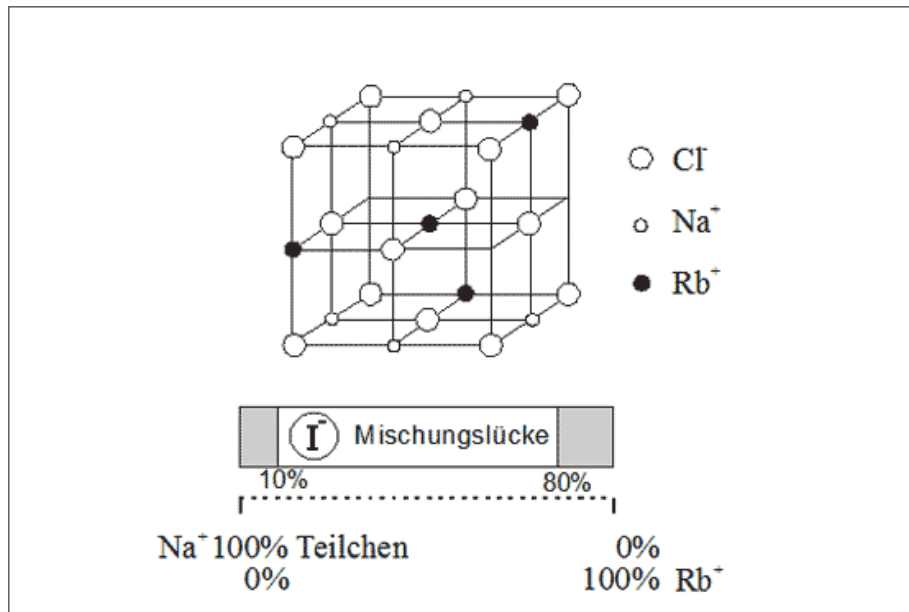 Cl⁻
Na⁺
Rb⁺
I⁻ Mischungslücke
10% 80%
Na⁺ 100% Teilchen 0%
0% 100% Rb⁺